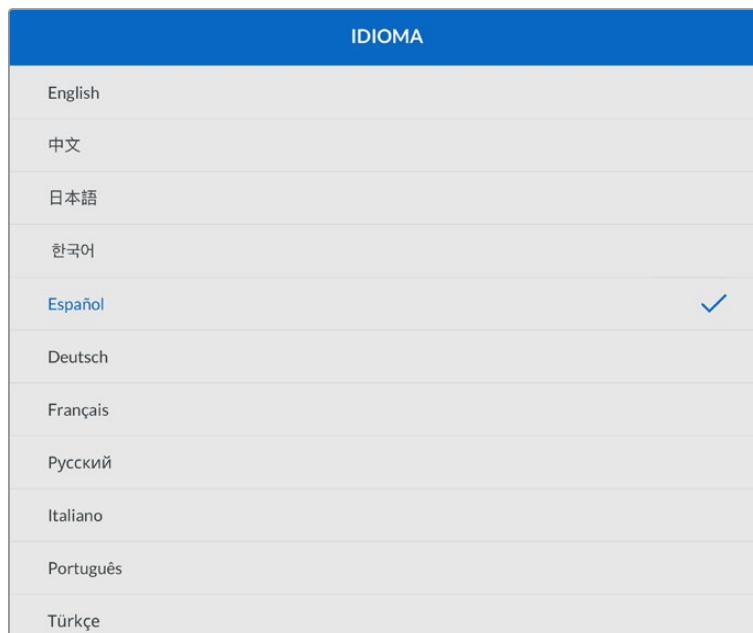 IDIOMA
English
中文
日本語
한국어
Español
Deutsch
Français
Русский
Italiano
Português
Türkçe